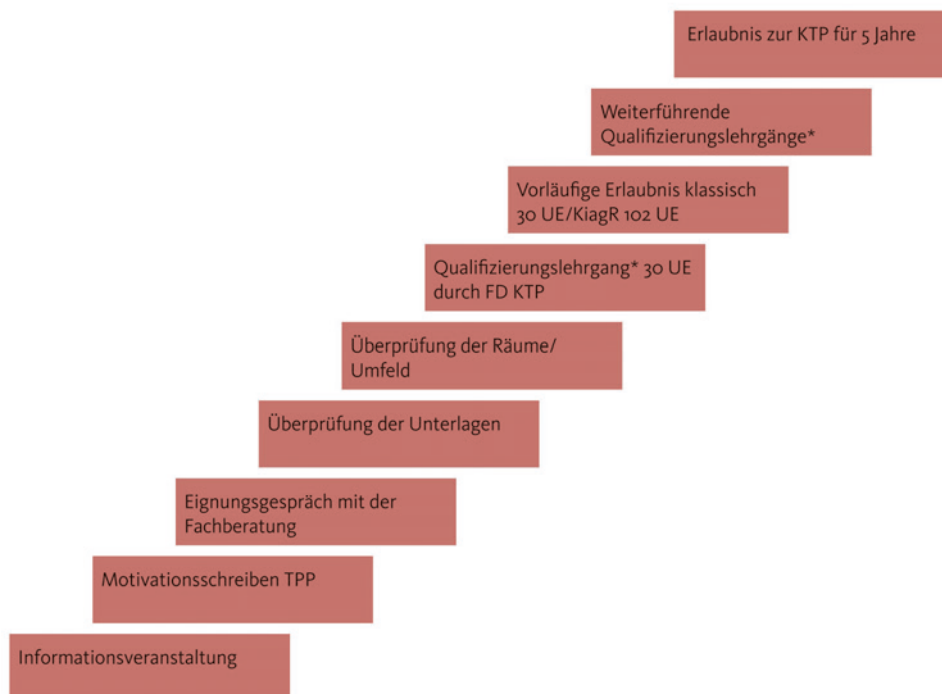 Erlaubnis zur KTP für 5 Jahre
Weiterführende
Qualifizierungslehrgänge*
Vorläufige Erlaubnis klassisch
30 UE/KiagR 102 UE
Qualifizierungslehrgang* 30 UE
durch FD KTP
Überprüfung der Räume/
Umfeld
Überprüfung der Unterlagen
Eignungsgespräch mit der
Fachberatung
Motivationsschreiben TPP
Informationsveranstaltung